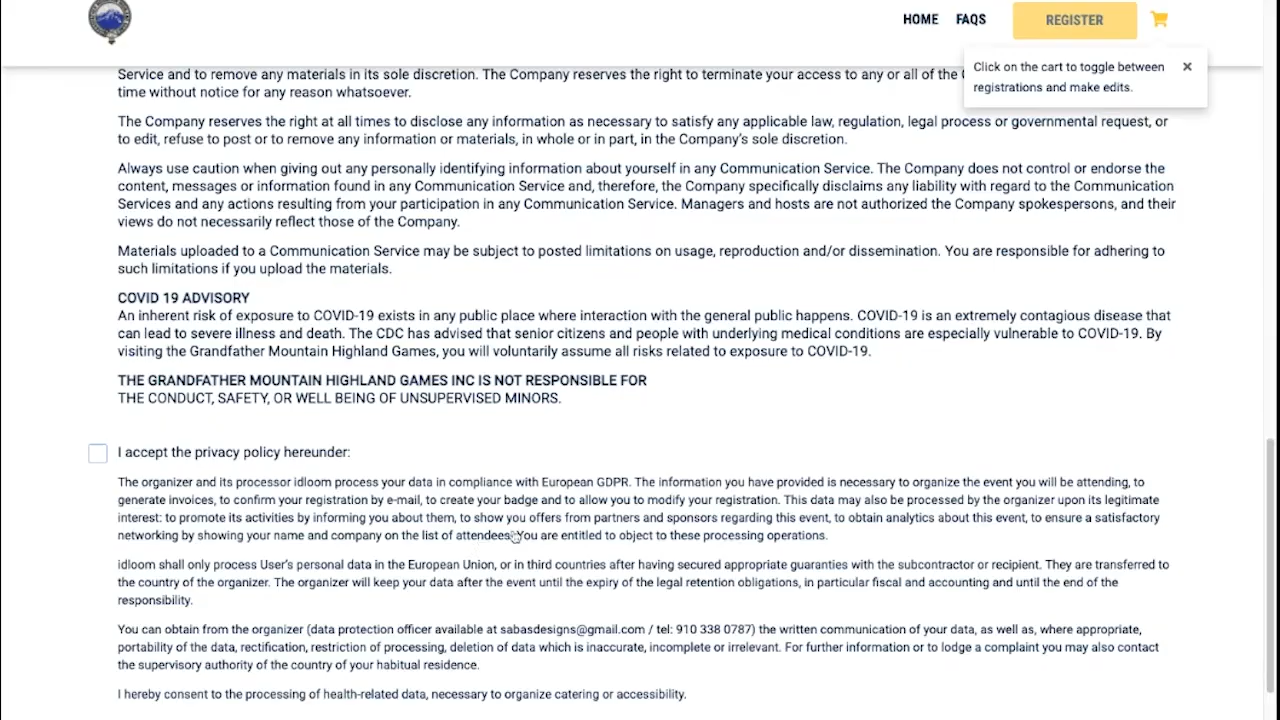 HOME FAQS REGISTER
Click on the cart to toggle between
registrations and make edits.
Service and to remove any materials in its sole discretion. The Company reserves the right to terminate your access to any or all of the
time without notice for any reason whatsoever.
The Company reserves the right at all times to disclose any information as necessary to satisfy any applicable law, regulation, legal process or governmental request, or
to edit, refuse to post or to remove any information or materials, in whole or in part, in the Company's sole discretion.
Always use caution when giving out any personally identifying information about yourself in any Communication Service. The Company does not control or endorse the
content, messages or information found in any Communication Service and, therefore, the Company specifically disclaims any liability with regard to the Communication
Services and any actions resulting from your participation in any Communication Service. Managers and hosts are not authorized the Company spokespersons, and their
views do not necessarily reflect those of the Company.
Materials uploaded to a Communication Service may be subject to posted limitations on usage, reproduction and/or dissemination. You are responsible for adhering to
such limitations if you upload the materials.
COVID 19 ADVISORY
An inherent risk of exposure to COVID-19 exists in any public place where interaction with the general public happens. COVID-19 is an extremely contagious disease that
can lead to severe illness and death. The CDC has advised that senior citizens and people with underlying medical conditions are especially vulnerable to COVID-19. By
visiting the Grandfather Mountain Highland Games, you will voluntarily assume all risks related to exposure to COVID-19.
THE GRANDFATHER MOUNTAIN HIGHLAND GAMES INC IS NOT RESPONSIBLE FOR
THE CONDUCT, SAFETY, OR WELL BEING OF UNSUPERVISED MINORS.
I accept the privacy policy hereunder:
The organizer and its processor idloom process your data in compliance with European GDPR. The information you have provided is necessary to organize the event you will be attending, to
generate invoices, to confirm your registration by e-mail, to create your badge and to allow you to modify your registration. This data may also be processed by the organizer upon its legitimate
interest: to promote its activities by informing you about them, to show you offers from partners and sponsors regarding this event, to obtain analytics about this event, to ensure a satisfactory
networking by showing your name and company on the list of attendees. You are entitled to object to these processing operations.
idloom shall only process User's personal data in the European Union, or in third countries after having secured appropriate guaranties with the subcontractor or recipient. They are transferred to
the country of the organizer. The organizer will keep your data after the event until the expiry of the legal retention obligations, in particular fiscal and accounting and until the end of the
responsibility.
You can obtain from the organizer (data protection officer available at sabasdesigns@gmail.com / tel: 910 338 0787) the written communication of your data, as well as, where appropriate,
portability of the data, rectification, restriction of processing, deletion of data which is inaccurate, incomplete or irrelevant. For further information or to lodge a complaint you may also contact
the supervisory authority of the country of your habitual residence.
I hereby consent to the processing of health-related data, necessary to organize catering or accessibility.